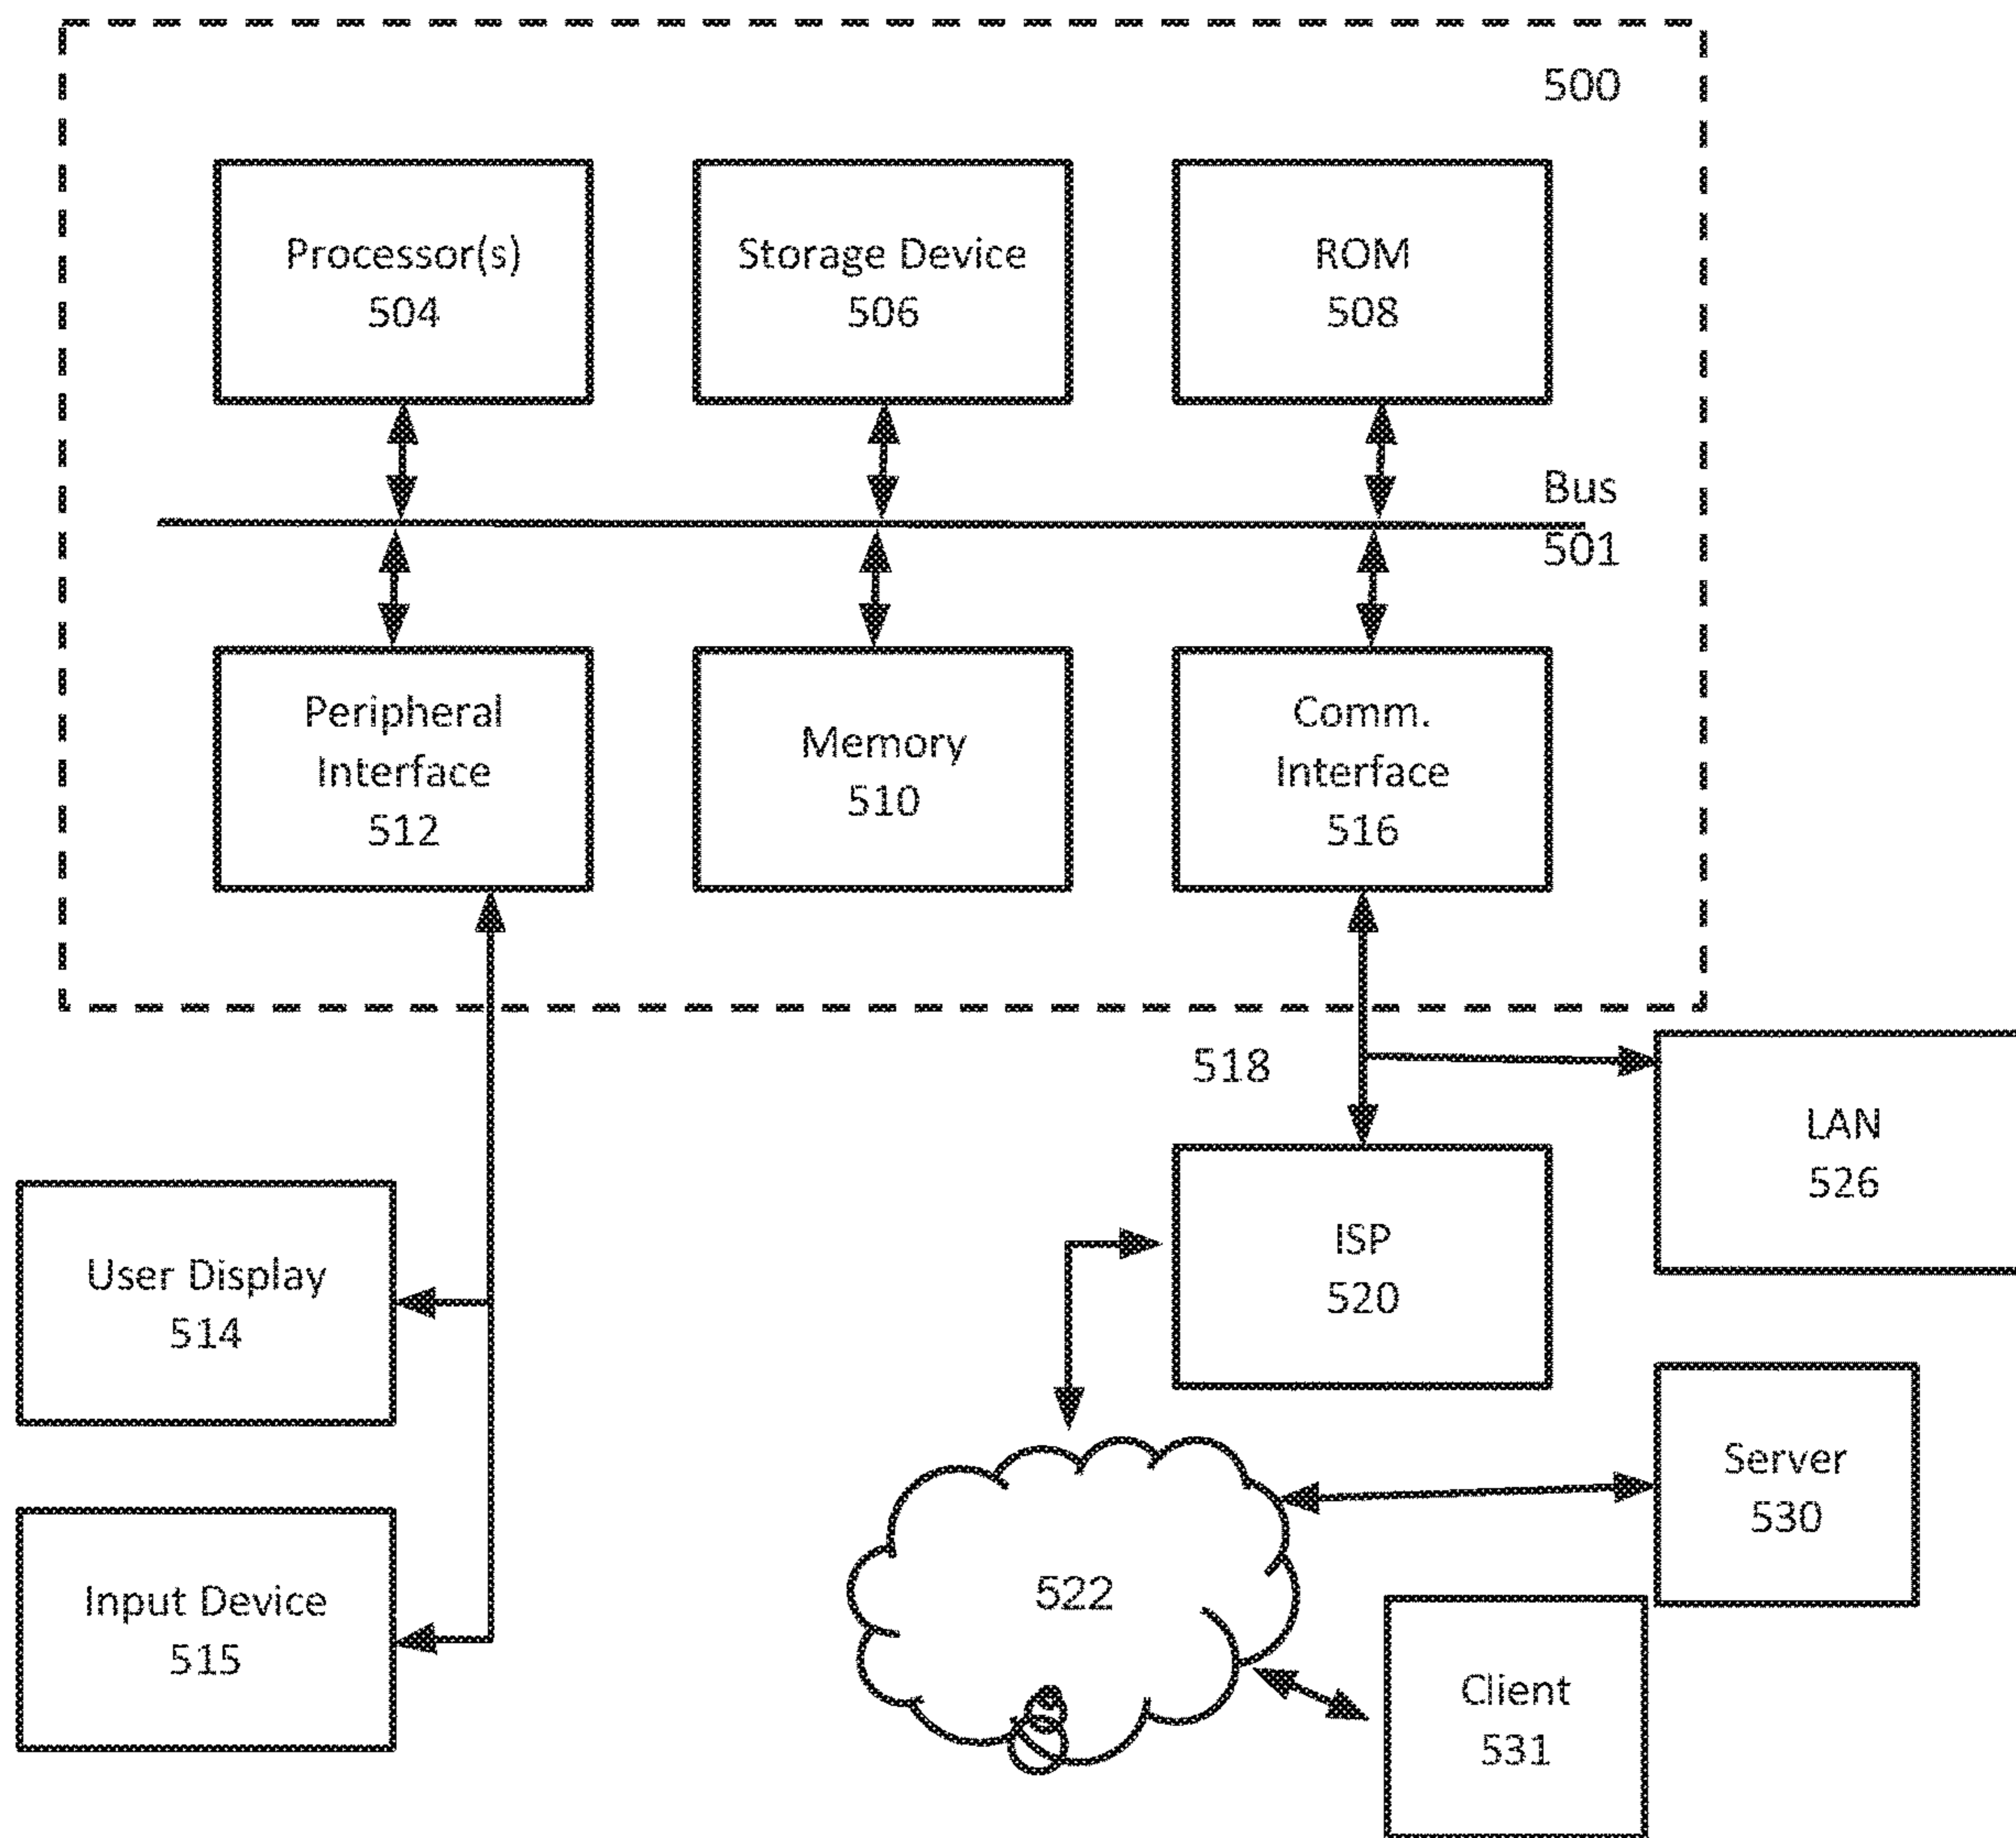 500
Processor(s)
504
Storage Device
506
ROM
508
Bus
501
Peripheral
Interface
512
Memory
510
Comm.
Interface
516
518
LAN
526
User Display
514
ISP
520
Server
530
Input Device
515
522
Client
531